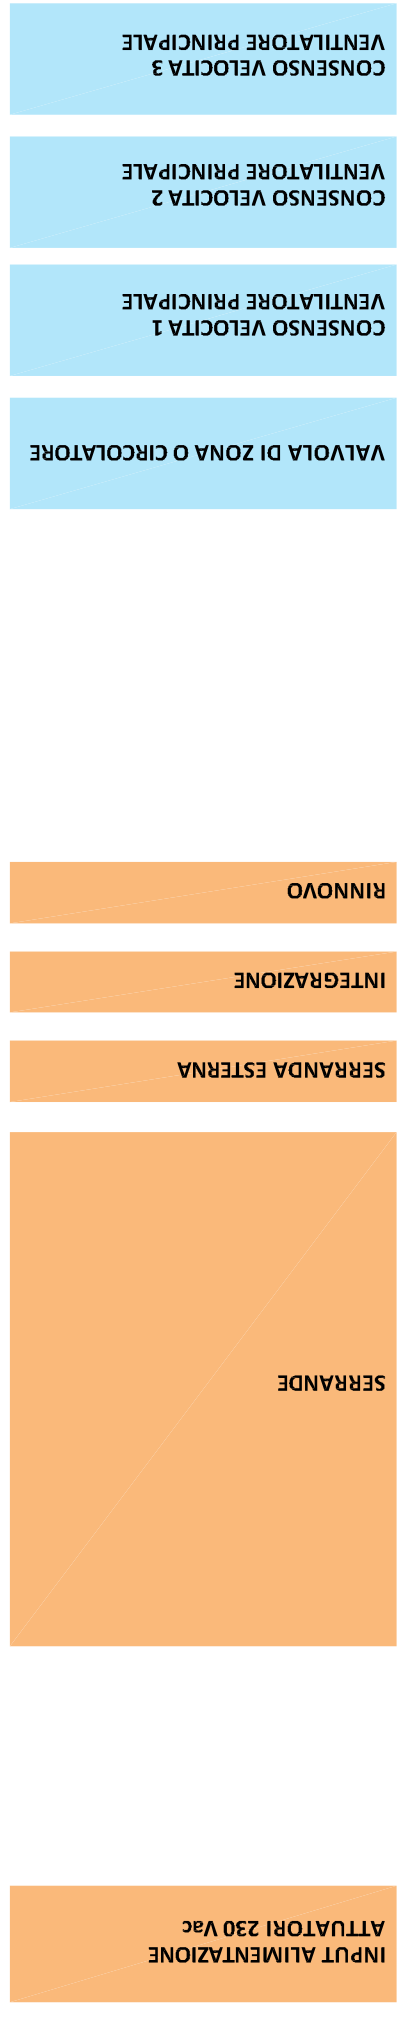 INPUT ALIMENTAZIONE
ATTUATORI 230 Vac
SERRANDE
SERRANDA ESTERNA
INTEGRAZIONE
RINNOVO
VALVOLA DI ZONA O CIRCOLATORE
CONSENSO VELOCITA 1
VENTILATORE PRINCIPALE
CONSENSO VELOCITA 2
VENTILATORE PRINCIPALE
CONSENSO VELOCITA 3
VENTILATORE PRINCIPALE